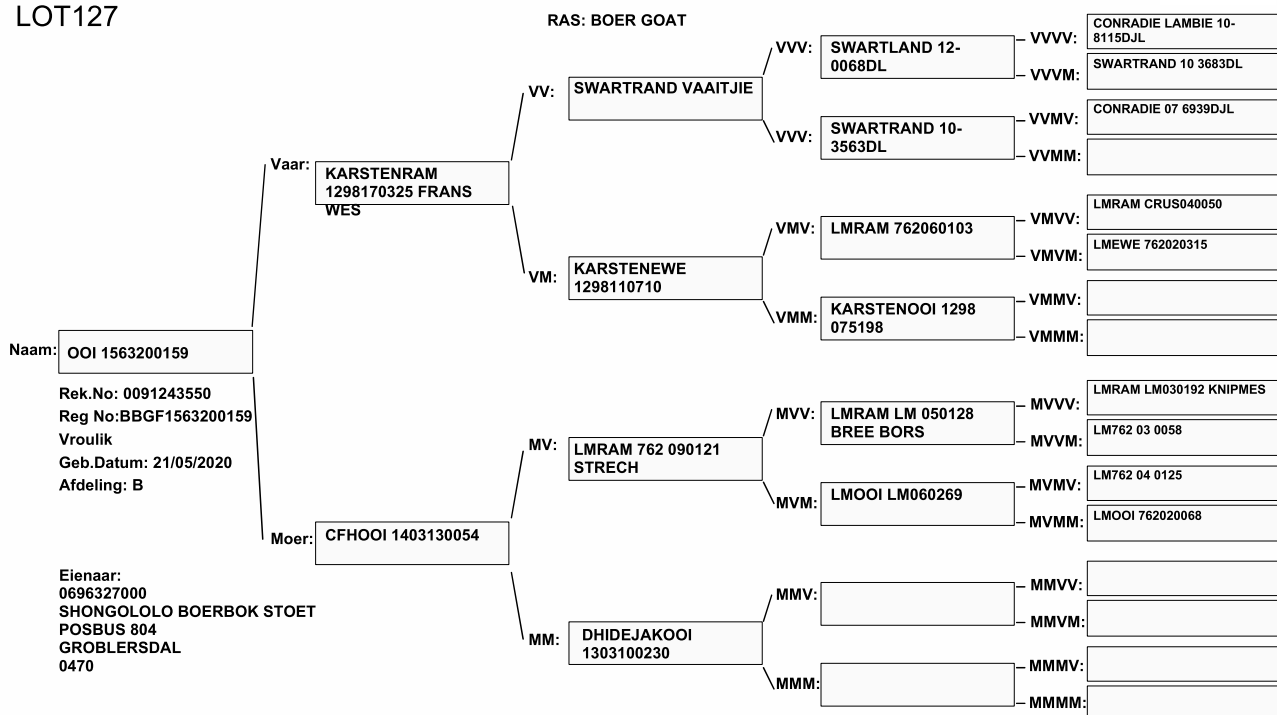 LOT127
RAS: BOER GOAT
Naam:
OOI 1563200159
Rek.No: 0091243550
Reg No:BBGF1563200159
Vroulik
Geb.Datum: 21/05/2020
Afdeling: B
Eienaar:
0696327000
SHONGOLOLO BOERBOK STOET
POSBUS 804
GROBLERSDAL
0470
Vaar:
KARSTENRAM
1298170325 FRANS
WES
Moer:
CFHOOI 1403130054
VV:
SWARTRAND VAAITJIE
VM:
KARSTENEWE
1298110710
MV:
LMRAM 762 090121
STRECH
MM:
DHIDEJAKOOI
1303100230
VVV:
SWARTLAND 12-
0068DL
VVV:
SWARTRAND 10-
3563DL
VMV:
LMRAM 762060103
VMM:
KARSTENOOI 1298
075198
MVV:
LMRAM LM 050128
BREE BORS
MVM:
LMOOI LM060269
MMV:
MMM:
VVVV:
CONRADIE LAMBIE 10-
8115DJL
VVVM:
SWARTRAND 10 3683DL
VVMV:
CONRADIE 07 6939DJL
VVMM:
VMVV:
LMRAM CRUS040050
VMVM:
LMEWE 762020315
VMMV:
VMMM:
MVVV:
LMRAM LM030192 KNIPMES
MVVM:
LM762 03 0058
MVMV:
LM762 04 0125
MVMM:
LMOOI 762020068
MMVV:
MMVM:
MMMV:
MMMM: